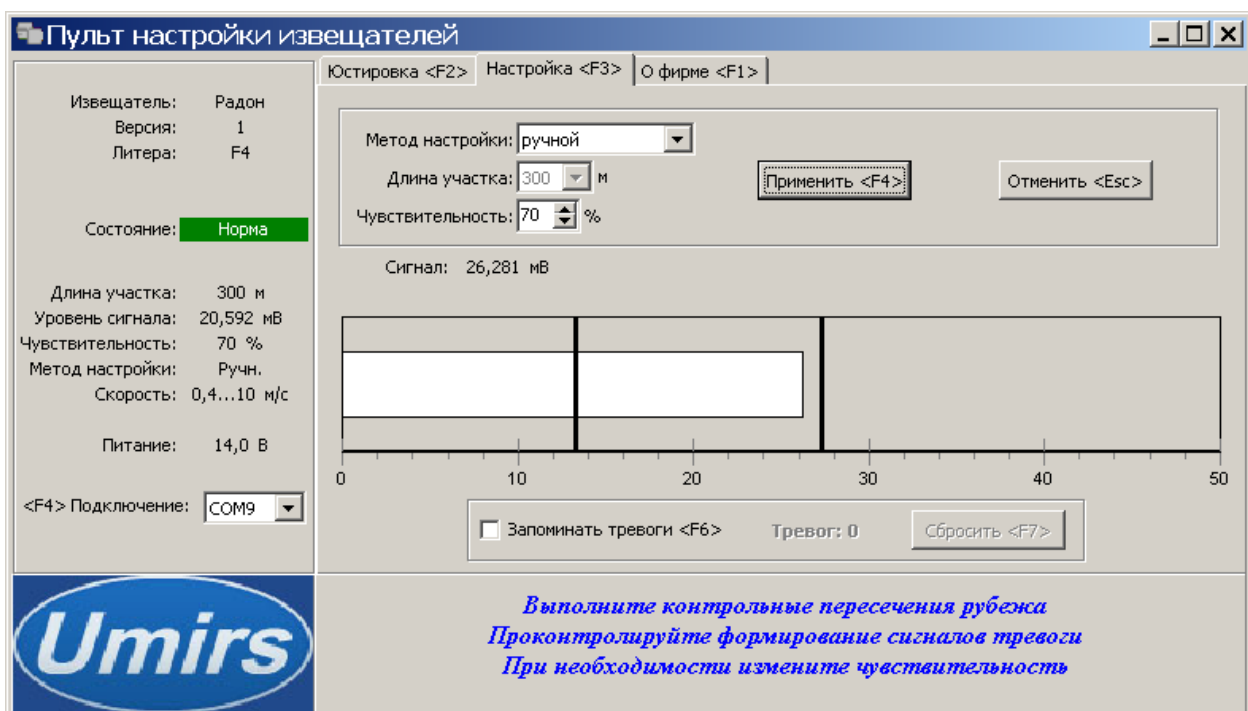 Пульт настройки извещателей
Юстировка <F2> Настройка <F3> О фирме <F1>
Извещатель: Радон
Версия: 1
Литера: F4
Состояние: Норма
Длина участка: 300 м
Уровень сигнала: 20,592 мВ
Чувствительность: 70 %
Метод настройки: Ручн.
Скорость: 0,4...10 м/с
Питание: 14,0 В
<F4> Подключение: COM9
Метод настройки: ручной
Длина участка: 300 м
Чувствительность: 70 %
Применить <F4> Отменить <Esc>
Сигнал: 26,281 мВ
0 10 20 30 40 50
Запоминать тревоги <F6> Тревог: 0 Сбросить <F7>
Umirs
Выполните контрольные пересечения рубежа
Проконтролируйте формирование сигналов тревоги
При необходимости измените чувствительность